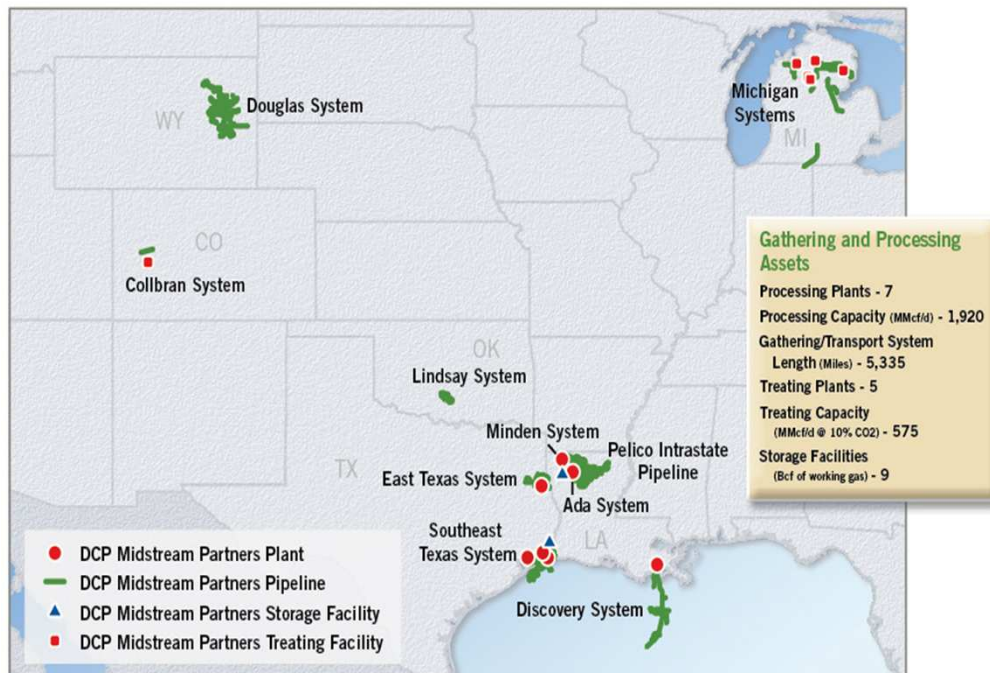 Douglas System
WY
Michigan
Systems
MI
CO
Collbran System
OK
Lindsay System
Minden System
Pelico Intrastate
Pipeline
TX
East Texas System
Ada System
Southeast
Texas System
LA
Discovery System
DCP Midstream Partners Plant
DCP Midstream Partners Pipeline
DCP Midstream Partners Storage Facility
DCP Midstream Partners Treating Facility
Gathering and Processing
Assets
Processing Plants - 7
Processing Capacity (MMcf/d) - 1,920
Gathering/Transport System
Length (Miles) - 5,335
Treating Plants - 5
Treating Capacity
(MMcf/d @ 10% CO2) - 575
Storage Facilities
(Bcf of working gas) - 9